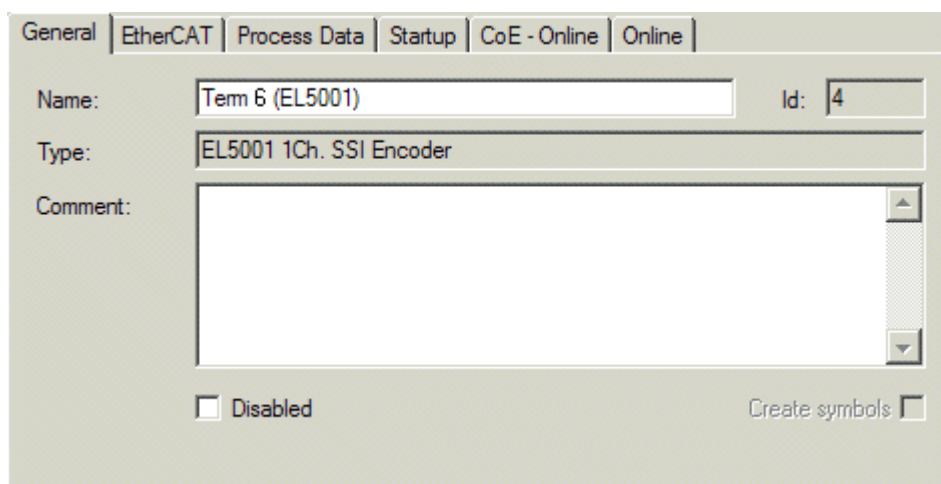 General EtherCAT Process Data Startup CoE - Online Online
Name: Term 6 (EL5001) Id: 4
Type: EL5001 1Ch. SSI Encoder
Comment:
Disabled Create symbols